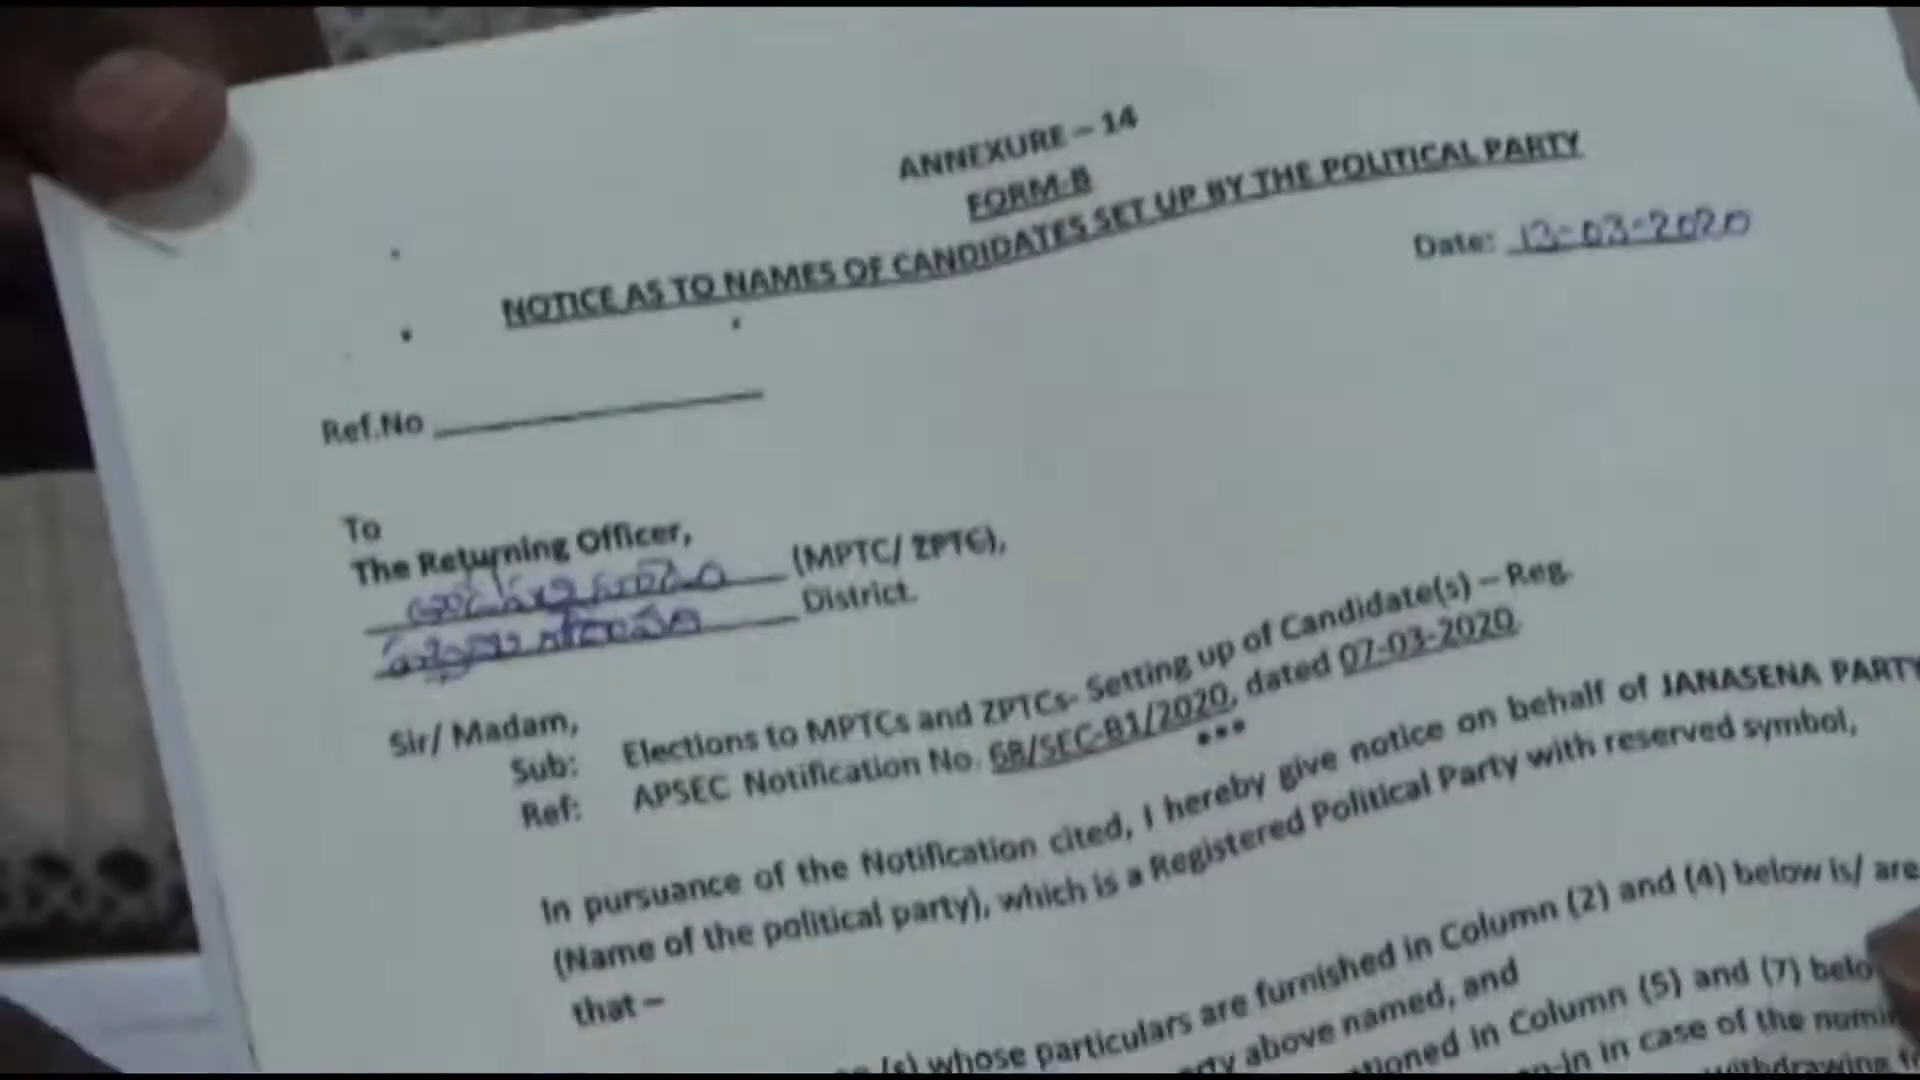 ANNEXURE – 14
FORM-B
NOTICE AS TO NAMES OF CANDIDATES SET UP BY THE POLITICAL PARTY
Date: 13-03-2020
Ref.No
To
The Returning Officer,
(MPTC/ ZPTC),
District.
Sir/ Madam,
Sub: Elections to MPTCs and ZPTCs- Setting up of Candidate(s) – Reg.
Ref: APSEC Notification No. 68/SEC-B1/2020, dated 07-03-2020
***
In pursuance of the Notification cited, I hereby give notice on behalf of JANASENA PARTY
(Name of the political party), which is a Registered Political Party with reserved symbol,
that –
(s) whose particulars are furnished in Column (2) and (4) below is/ are
above named, and
in Column (5) and (7)
in case of the